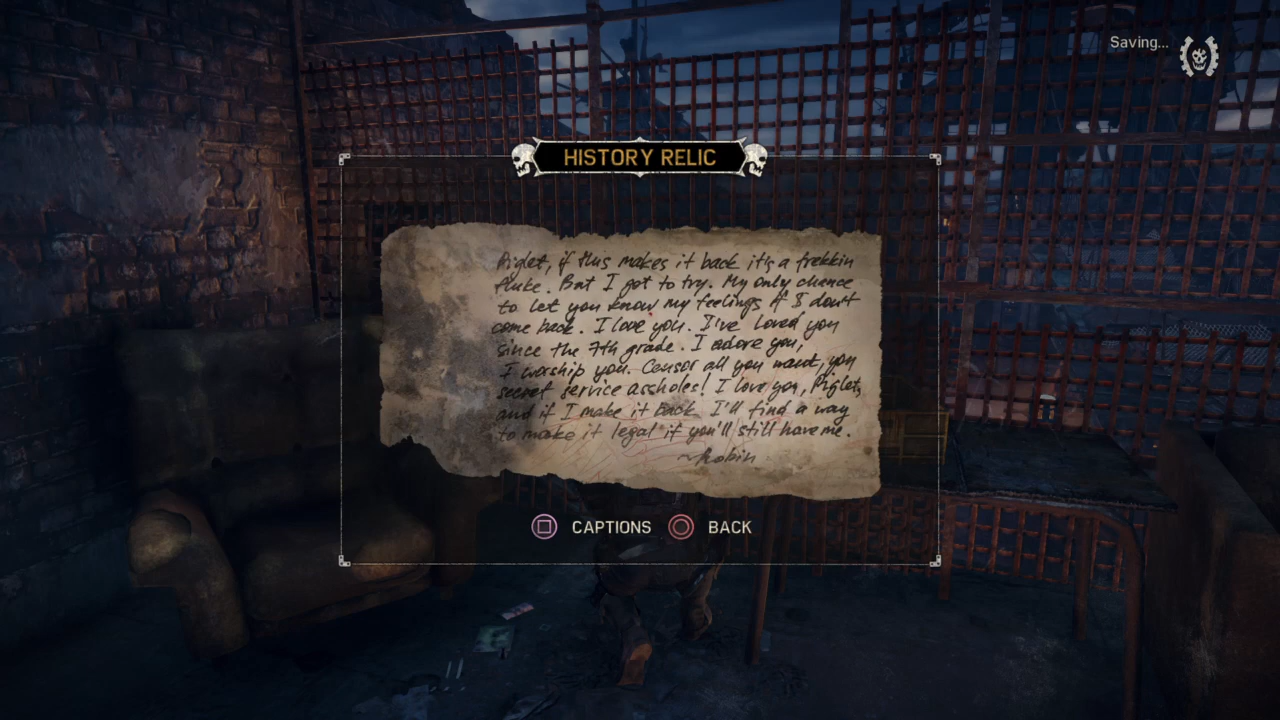 Saving...
HISTORY RELIC
Piglet, if this makes it back it's a frekkin
fluke. But I got to try. My only chance
to let you know my feelings if I don't
come back. I love you. I've loved you
since the 7th grade. I adore you,
I worship you. Censor all you want, you
secret service assholes! I love you, Piglet,
and if I make it back I'll find a way
to make it legal if you'll still have me.
~Robin
CAPTIONS BACK